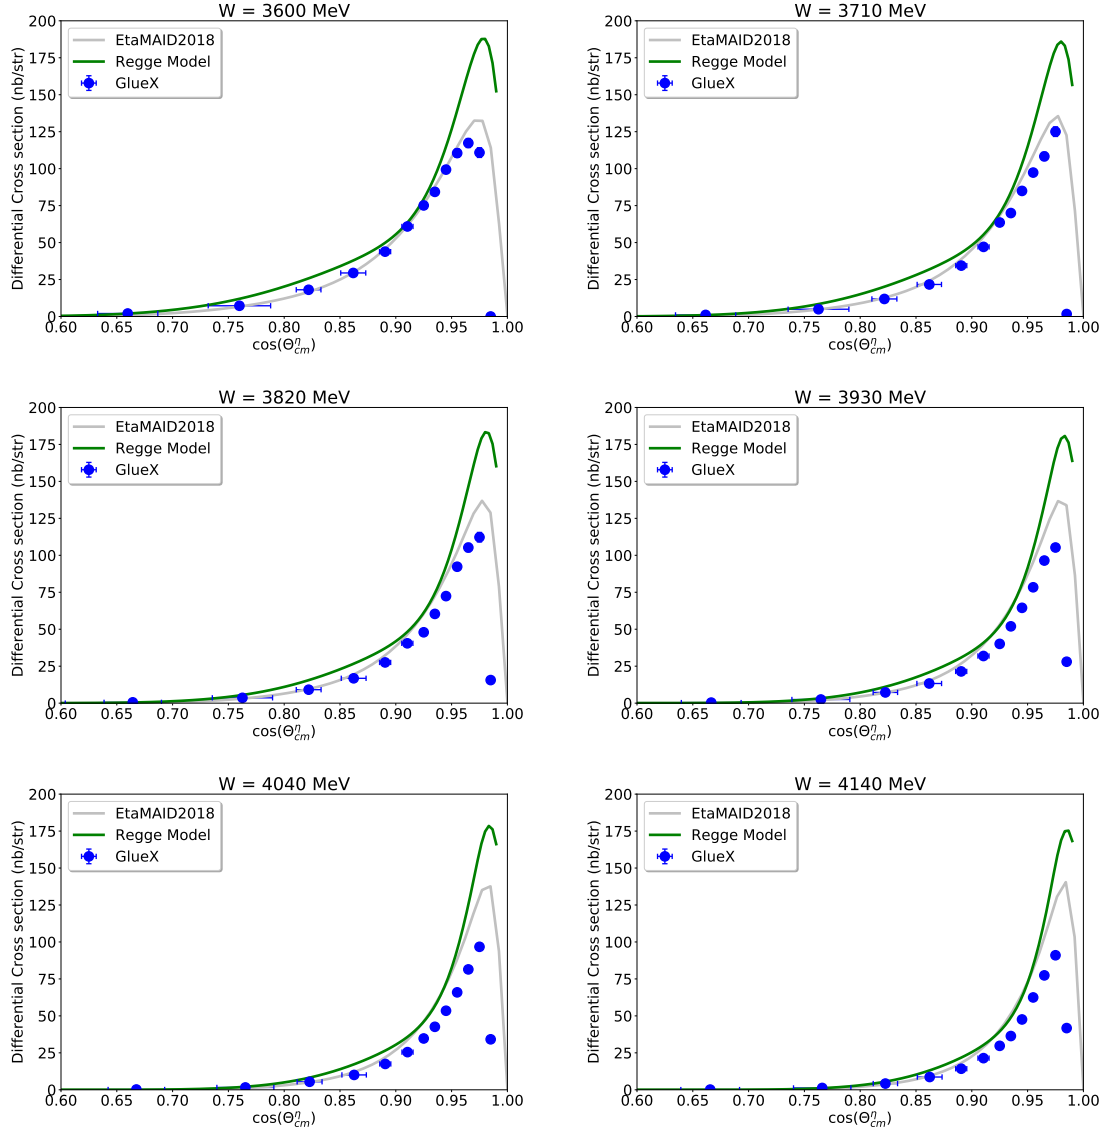 W = 3600 MeV
EtaMAID2018
Regge Model
GlueX
Differential Cross section (nb/str)
200
175
150
125
100
75
50
25
0
0.60 0.65 0.70 0.75 0.80 0.85 0.90 0.95 1.00
cos(Θ^η_cm)
W = 3710 MeV
EtaMAID2018
Regge Model
GlueX
Differential Cross section (nb/str)
200
175
150
125
100
75
50
25
0
0.60 0.65 0.70 0.75 0.80 0.85 0.90 0.95 1.00
cos(Θ^η_cm)
W = 3820 MeV
EtaMAID2018
Regge Model
GlueX
Differential Cross section (nb/str)
200
175
150
125
100
75
50
25
0
0.60 0.65 0.70 0.75 0.80 0.85 0.90 0.95 1.00
cos(Θ^η_cm)
W = 3930 MeV
EtaMAID2018
Regge Model
GlueX
Differential Cross section (nb/str)
200
175
150
125
100
75
50
25
0
0.60 0.65 0.70 0.75 0.80 0.85 0.90 0.95 1.00
cos(Θ^η_cm)
W = 4040 MeV
EtaMAID2018
Regge Model
GlueX
Differential Cross section (nb/str)
200
175
150
125
100
75
50
25
0
0.60 0.65 0.70 0.75 0.80 0.85 0.90 0.95 1.00
cos(Θ^η_cm)
W = 4140 MeV
EtaMAID2018
Regge Model
GlueX
Differential Cross section (nb/str)
200
175
150
125
100
75
50
25
0
0.60 0.65 0.70 0.75 0.80 0.85 0.90 0.95 1.00
cos(Θ^η_cm)